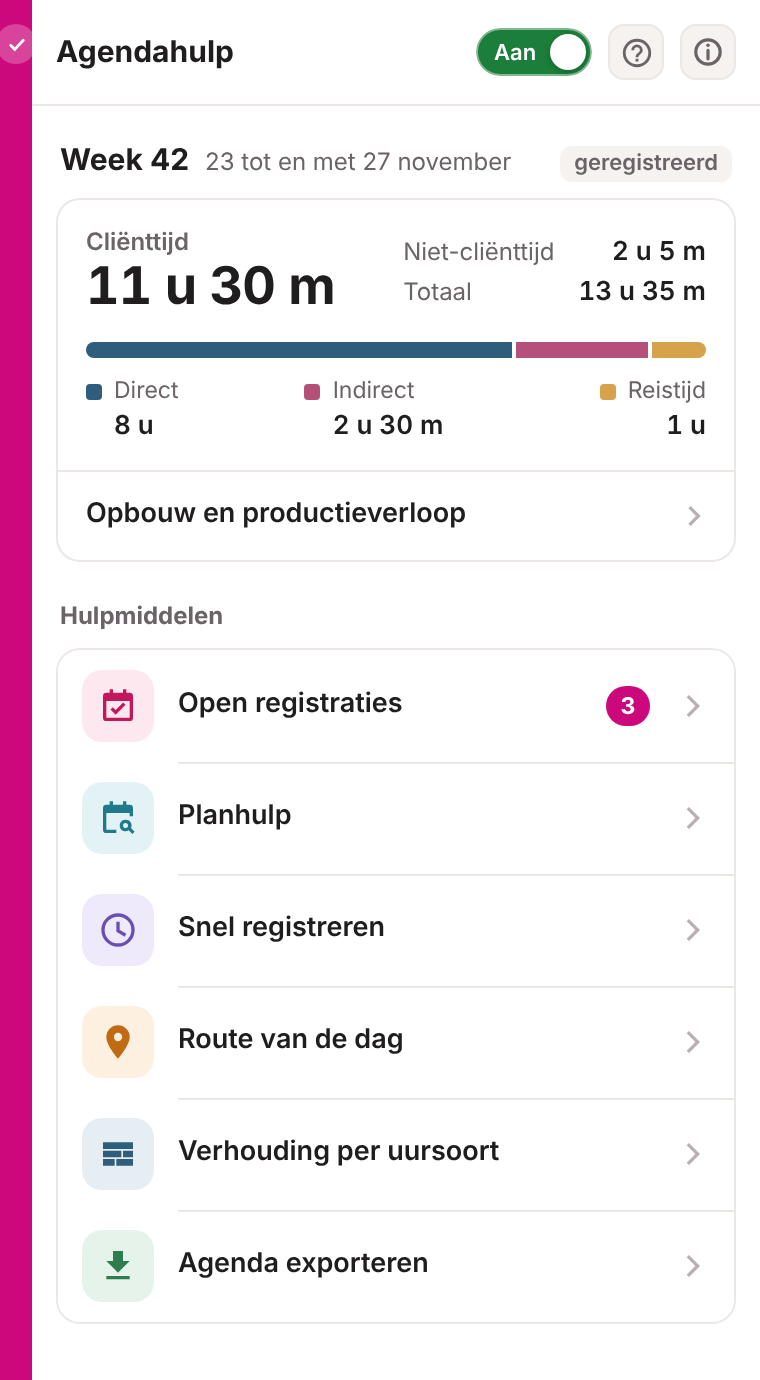 Agendahulp
Aan
Week 42 23 tot en met 27 november geregistreerd
Cliënttijd
11 u 30 m
Niet-cliënttijd 2 u 5 m
Totaal 13 u 35 m
Direct
8 u
Indirect
2 u 30 m
Reistijd
1 u
Opbouw en productieverloop
Hulpmiddelen
Open registraties 3
Planhulp
Snel registreren
Route van de dag
Verhouding per uursoort
Agenda exporteren